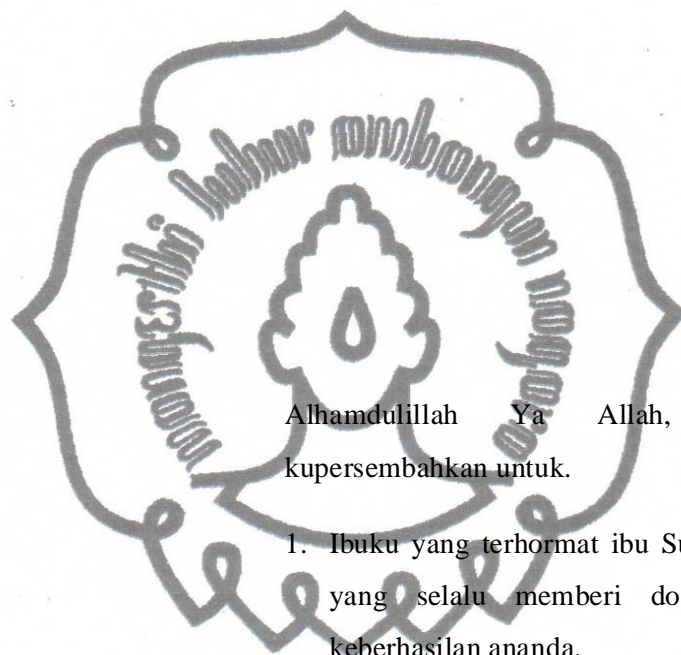 Alhamdulillah Ya Allah,
kupersembahkan untuk.
1. Ibuku yang terhormat ibu Su
yang selalu memberi do
keberhasilan ananda.